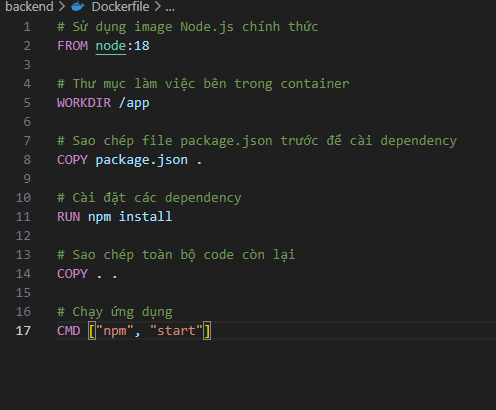 backend > Dockerfile > ...
1 # Sử dụng image Node.js chính thức
2 FROM node:18
3
4 # Thư mục làm việc bên trong container
5 WORKDIR /app
6
7 # Sao chép file package.json trước để cài dependency
8 COPY package.json .
9
10 # Cài đặt các dependency
11 RUN npm install
12
13 # Sao chép toàn bộ code còn lại
14 COPY . .
15
16 # Chạy ứng dụng
17 CMD ["npm", "start"]